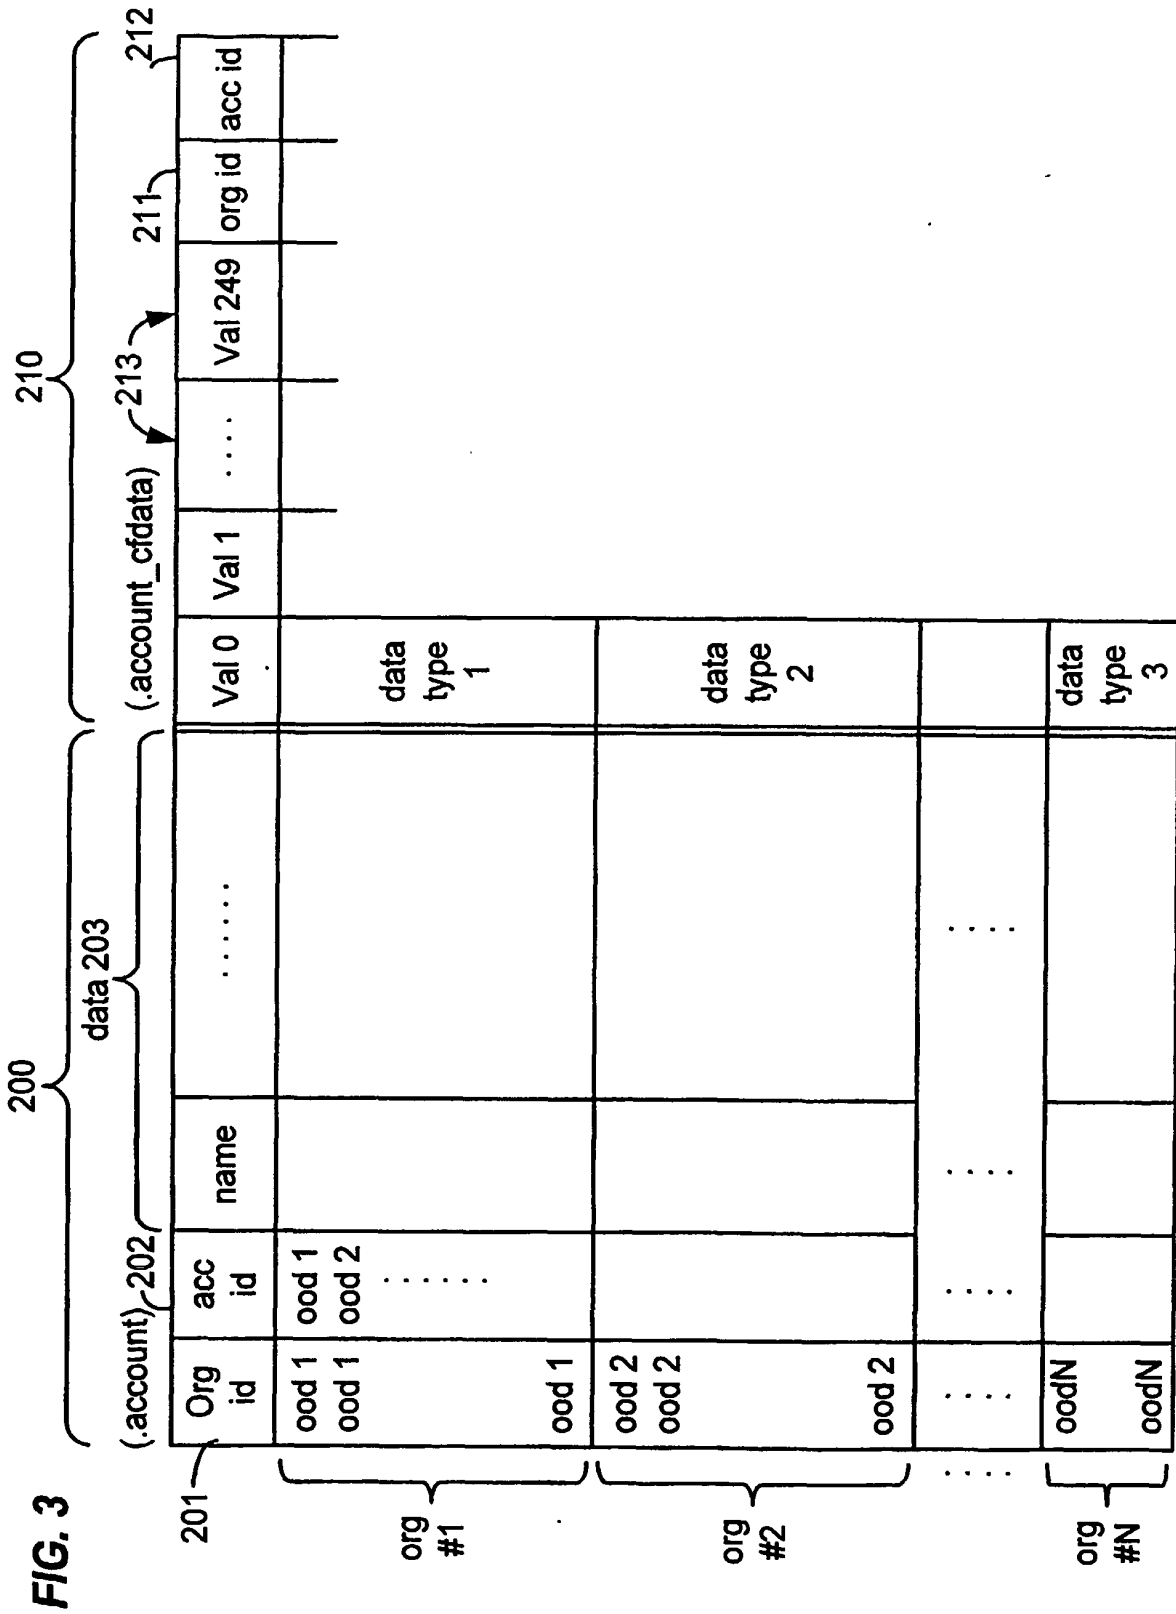 FIG. 3
200
210
data 203
(.account)
202
(.account_cfdata)
213
211
212
201
Org id
acc id
name
. . . . . .
Val 0
Val 1
. . . .
Val 249
org id
acc id
org #1
ood 1
ood 1
ood 1
ood 1
ood 2
. . . . . .
data type 1
org #2
ood 2
ood 2
ood 2
data type 2
. . . .
. . . .
. . . .
. . . .
. . . .
org #N
oodN
oodN
data type 3